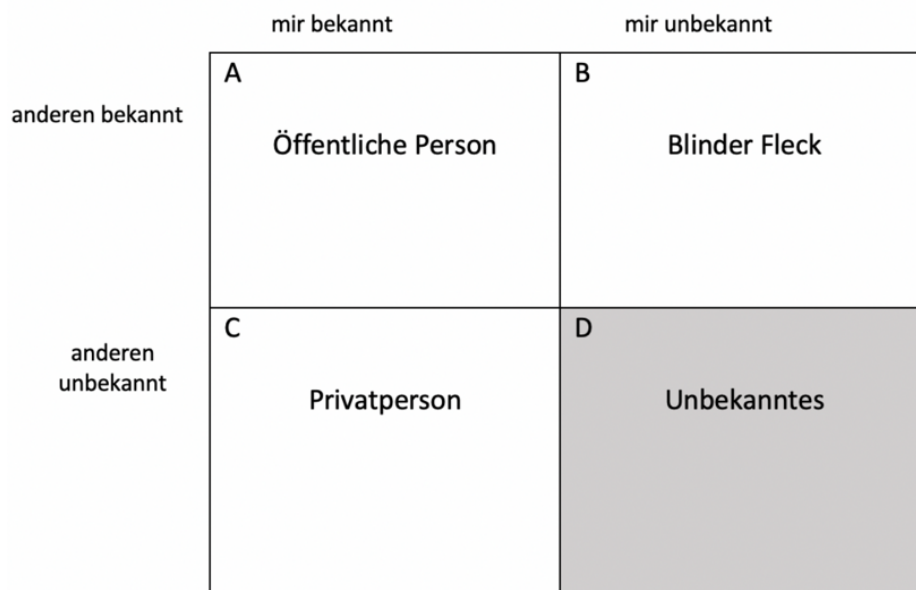 mir bekannt
mir unbekannt
A
B
anderen bekannt
Öffentliche Person
Blinder Fleck
C
D
anderen
unbekannt
Privatperson
Unbekanntes